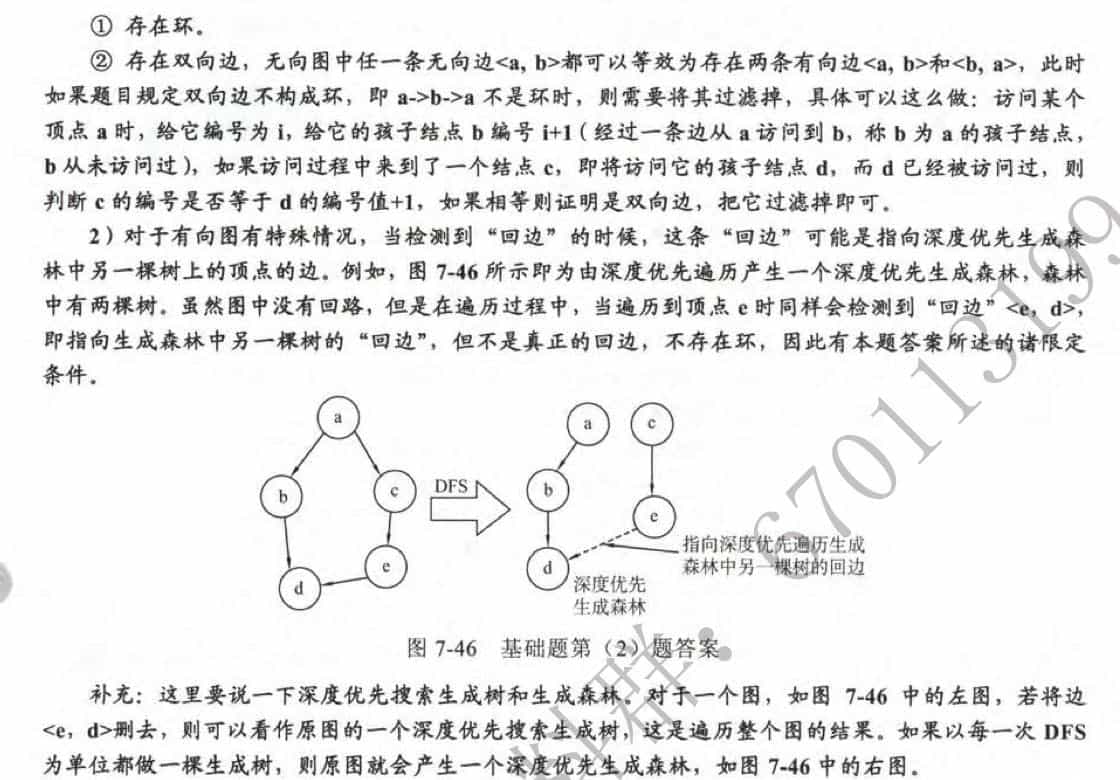 ① 存在环。
② 存在双向边，无向图中任一条无向边<a, b>都可以等效为存在两条有向边<a, b>和<b, a>，此时
如果题目规定双向边不构成环，即 a->b->a 不是环时，则需要将其过滤掉，具体可以这么做：访问某个
顶点 a 时，给它编号为 i，给它的孩子结点 b 编号 i+1（经过一条边从 a 访问到 b，称 b 为 a 的孩子结点，
b 从未访问过），如果访问过程中来到了一个结点 c，即将访问它的孩子结点 d，而 d 已经被访问过，则
判断 c 的编号是否等于 d 的编号值+1，如果相等则证明是双向边，把它过滤掉即可。
2）对于有向图有特殊情况，当检测到“回边”的时候，这条“回边”可能是指向深度优先生成森
林中另一棵树上的顶点的边。例如，图 7-46 所示即为由深度优先遍历产生一个深度优先生成森林，森林
中有两棵树。虽然图中没有回路，但是在遍历过程中，当遍历到顶点 e 时同样会检测到“回边”<e, d>，
即指向生成森林中另一棵树的“回边”，但不是真正的回边，不存在环，因此有本题答案所述的诸限定
条件。
a
b
c
d
e
DFS
a
c
b
e
d
指向深度优先遍历生成
森林中另一棵树的回边
深度优先
生成森林
图 7-46 基础题第（2）题答案
补充：这里要说一下深度优先搜索生成树和生成森林。对于一个图，如图 7-46 中的左图，若将边
<e, d>删去，则可以看作原图的一个深度优先搜索生成树，这是遍历整个图的结果。如果以每一次 DFS
为单位都做一棵生成树，则原图就会产生一个深度优先生成森林，如图 7-46 中的右图。
群：670113199